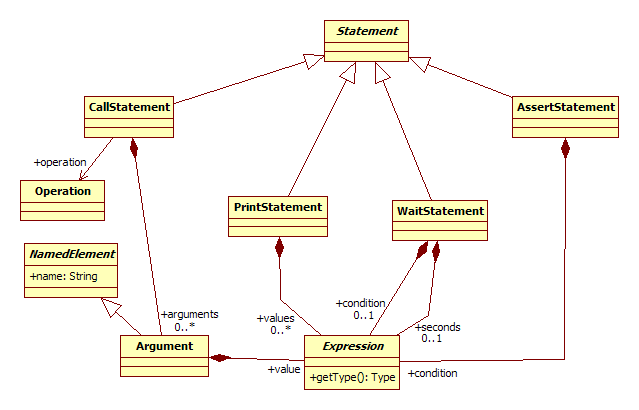 Statement
CallStatement
AssertStatement
+operation
Operation
PrintStatement
WaitStatement
NamedElement
+name: String
+arguments
0..*
+values
0..*
+condition
0..1
+seconds
0..1
Argument
+value
Expression
+getType(): Type
+condition